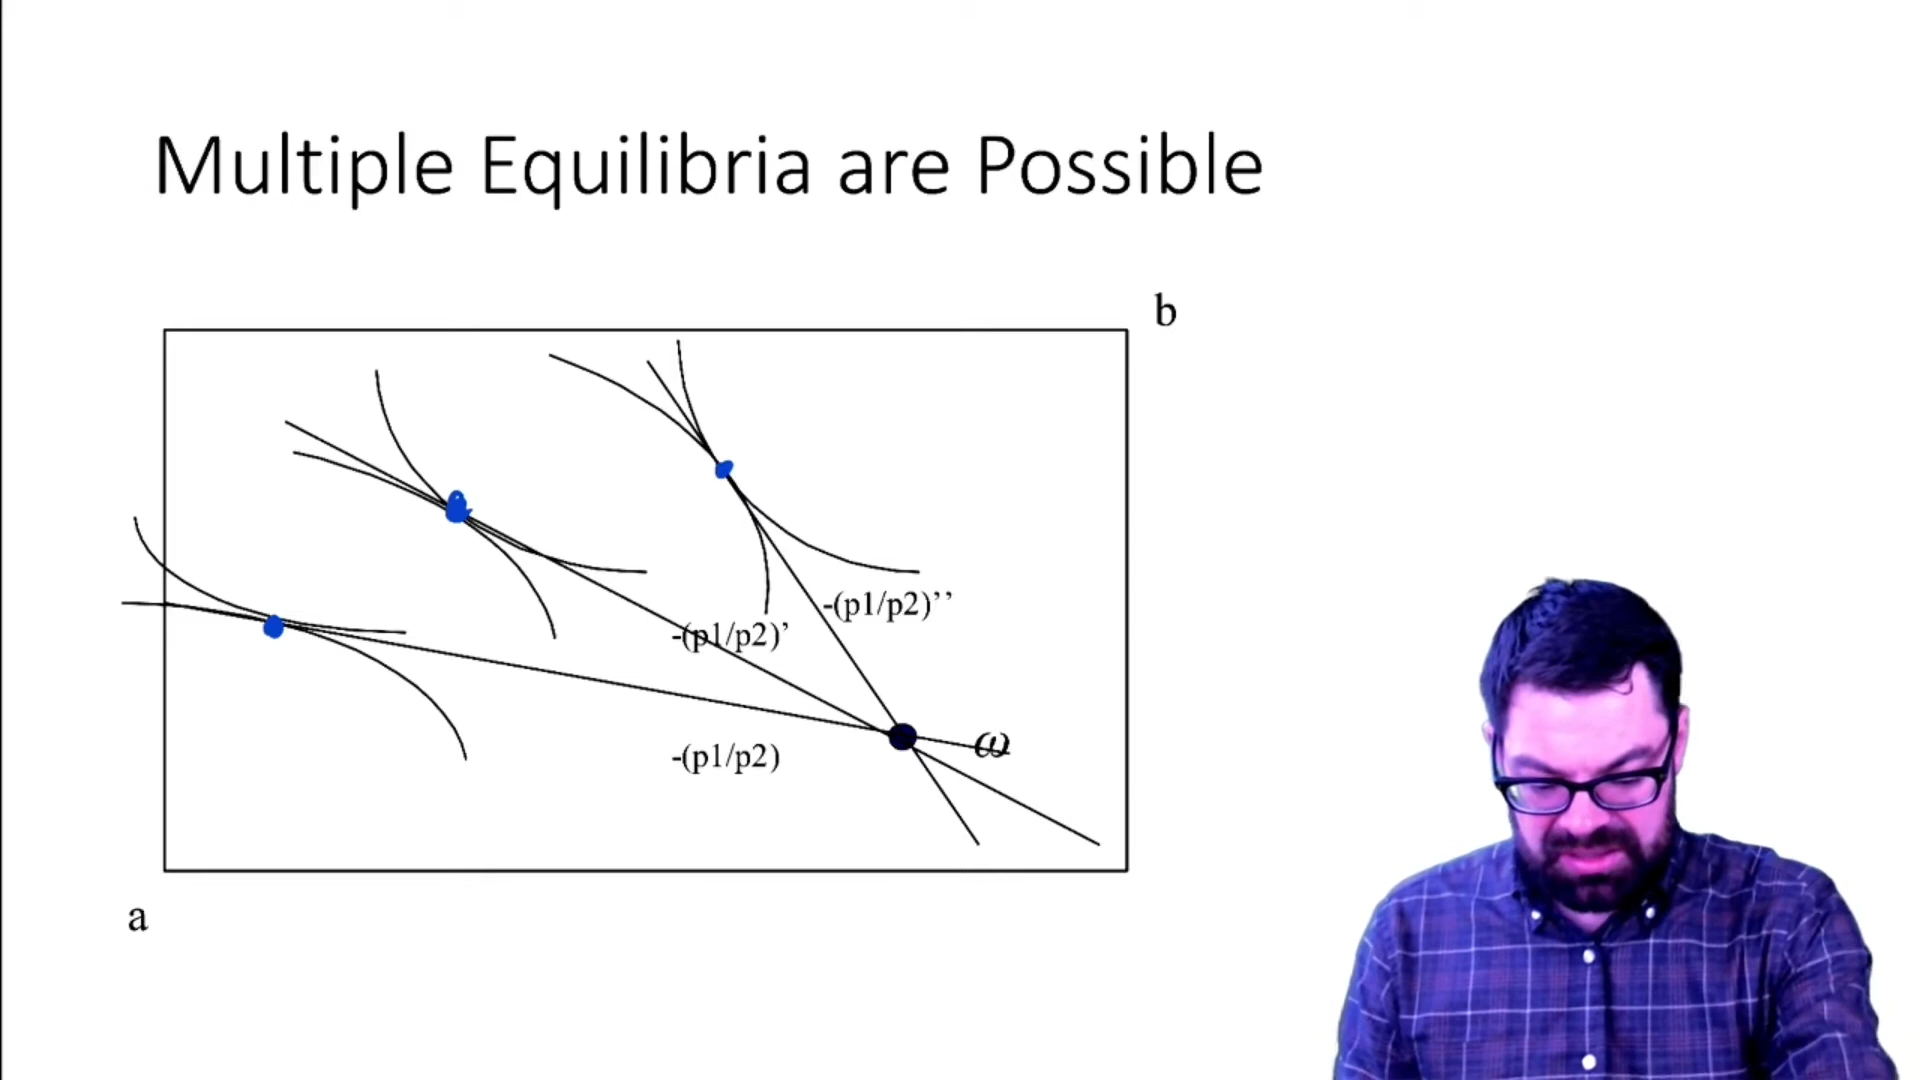 Multiple Equilibria are Possible
b
-(p1/p2)’’
-(p1/p2)’
ω
-(p1/p2)
a